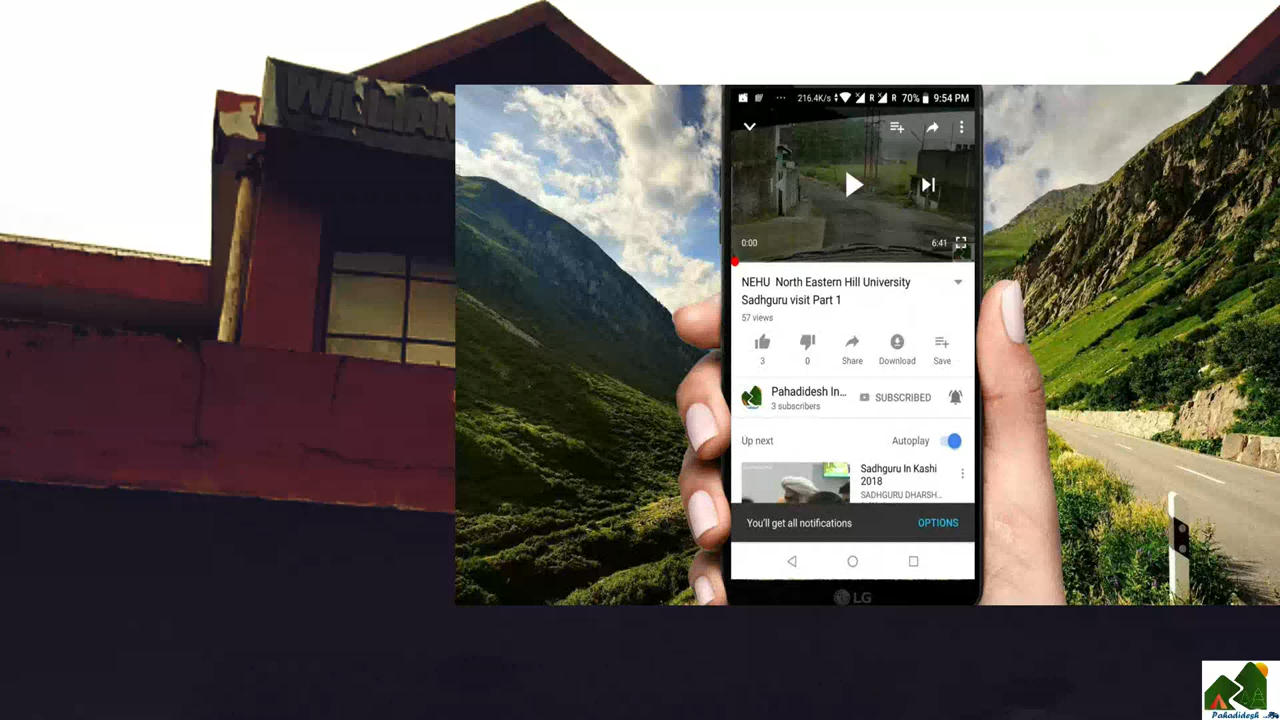 WILLIAM
216.4K/s R R 70% 9:54 PM
0:00 6:41
NEHU North Eastern Hill University
Sadhguru visit Part 1
57 views
3 0 Share Download Save
Pahadidesh In...
SUBSCRIBED
3 subscribers
Up next Autoplay
Sadhguru In Kashi
2018
SADHGURU DHARSH...
You'll get all notifications OPTIONS
LG
Pahadidesh